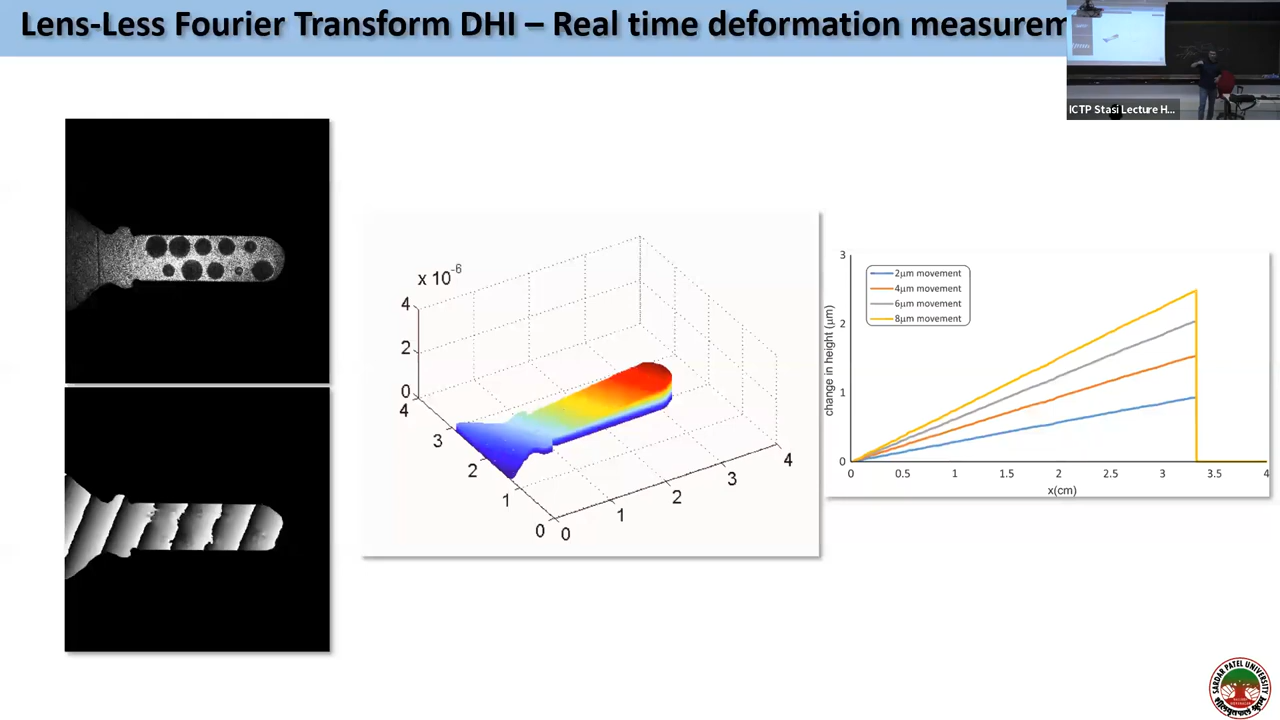 Lens-Less Fourier Transform DHI – Real time deformation measurem
ICTP Stasi Lecture H...
x 10-6
4
2
0
4
3
2
1
0
0
1
2
3
4
3
2
1
0
change in height (μm)
2μm movement
4μm movement
6μm movement
8μm movement
0
0.5
1
1.5
2
2.5
3
3.5
4
x(cm)
SARDAR PATEL UNIVERSITY